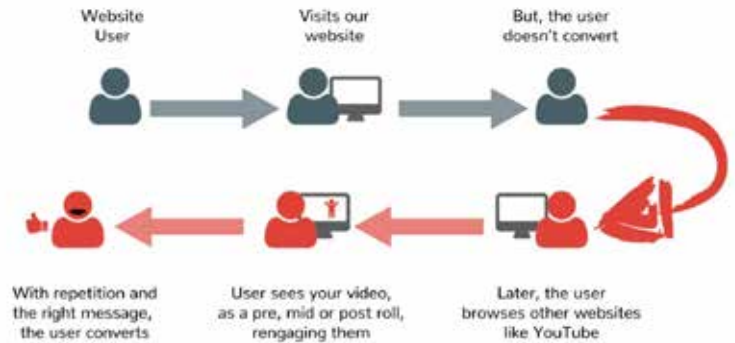 Website
User
Visits our
website
But, the user
doesn't convert
With repetition and
the right message,
the user converts
User sees your video,
as a pre, mid or post roll,
rengaging them
Later, the user
browses other websites
like YouTube